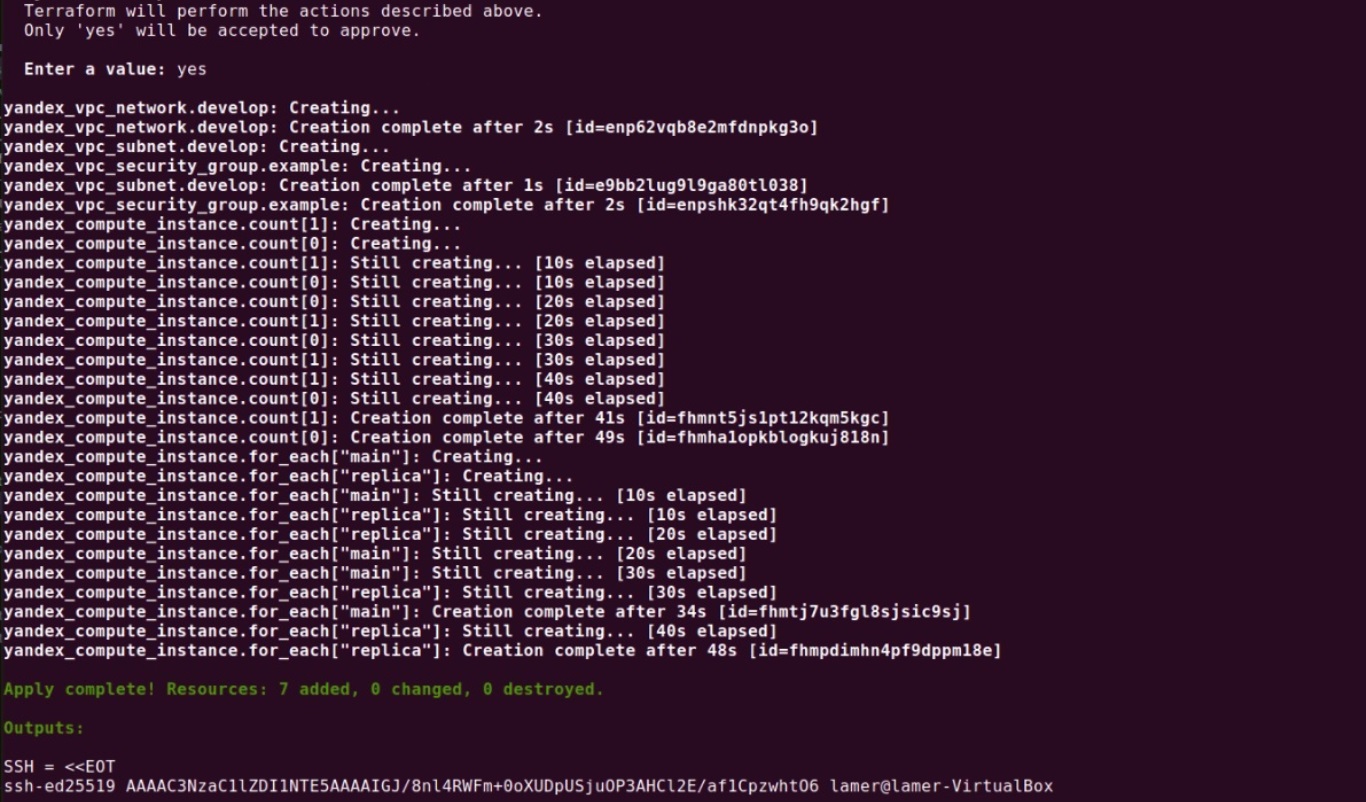 Terraform will perform the actions described above.
Only 'yes' will be accepted to approve.
Enter a value: yes
yandex_vpc_network.develop: Creating...
yandex_vpc_network.develop: Creation complete after 2s [id=enp62vqb8e2mfdnpkg3o]
yandex_vpc_subnet.develop: Creating...
yandex_vpc_security_group.example: Creating...
yandex_vpc_subnet.develop: Creation complete after 1s [id=e9bb2lug9l9ga80tl038]
yandex_vpc_security_group.example: Creation complete after 2s [id=enpshk32qt4fh9qk2hgf]
yandex_compute_instance.count[1]: Creating...
yandex_compute_instance.count[0]: Creating...
yandex_compute_instance.count[1]: Still creating... [10s elapsed]
yandex_compute_instance.count[0]: Still creating... [10s elapsed]
yandex_compute_instance.count[0]: Still creating... [20s elapsed]
yandex_compute_instance.count[1]: Still creating... [20s elapsed]
yandex_compute_instance.count[0]: Still creating... [30s elapsed]
yandex_compute_instance.count[1]: Still creating... [30s elapsed]
yandex_compute_instance.count[1]: Still creating... [40s elapsed]
yandex_compute_instance.count[0]: Still creating... [40s elapsed]
yandex_compute_instance.count[1]: Creation complete after 41s [id=fhmnt5js1pt12kqm5kgc]
yandex_compute_instance.count[0]: Creation complete after 49s [id=fhmha1opkblogkuj818n]
yandex_compute_instance.for_each["main"]: Creating...
yandex_compute_instance.for_each["replica"]: Creating...
yandex_compute_instance.for_each["main"]: Still creating... [10s elapsed]
yandex_compute_instance.for_each["replica"]: Still creating... [10s elapsed]
yandex_compute_instance.for_each["replica"]: Still creating... [20s elapsed]
yandex_compute_instance.for_each["main"]: Still creating... [20s elapsed]
yandex_compute_instance.for_each["main"]: Still creating... [30s elapsed]
yandex_compute_instance.for_each["replica"]: Still creating... [30s elapsed]
yandex_compute_instance.for_each["main"]: Creation complete after 34s [id=fhmtj7u3fgl8sjsic9sj]
yandex_compute_instance.for_each["replica"]: Still creating... [40s elapsed]
yandex_compute_instance.for_each["replica"]: Creation complete after 48s [id=fhmpdimhn4pf9dppm18e]
Apply complete! Resources: 7 added, 0 changed, 0 destroyed.
Outputs:
SSH = <<EOT
ssh-ed25519 AAAAC3NzaC1lZDI1NTE5AAAAIGJ/8nl4RWFm+0oXUDpUSjuOP3AHCl2E/af1CpzwhtO6 lamer@lamer-VirtualBox